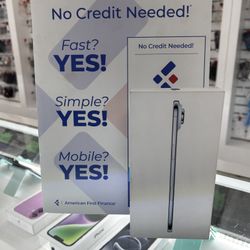 No Credit Needed!*
Fast?
YES!
No Credit Needed!
Simple?
YES!
Mobile?
YES!
American First Finance